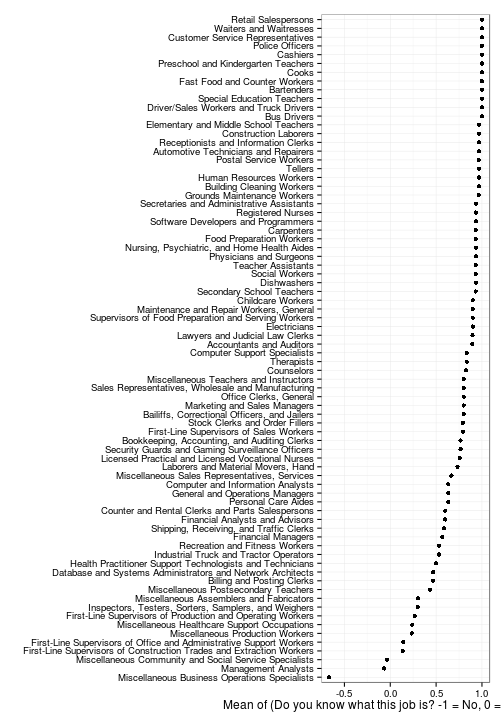 Retail Salespersons
Waiters and Waitresses
Customer Service Representatives
Police Officers
Cashiers
Preschool and Kindergarten Teachers
Cooks
Fast Food and Counter Workers
Bartenders
Special Education Teachers
Driver/Sales Workers and Truck Drivers
Bus Drivers
Elementary and Middle School Teachers
Construction Laborers
Receptionists and Information Clerks
Automotive Technicians and Repairers
Postal Service Workers
Tellers
Human Resources Workers
Building Cleaning Workers
Grounds Maintenance Workers
Secretaries and Administrative Assistants
Registered Nurses
Software Developers and Programmers
Carpenters
Food Preparation Workers
Nursing, Psychiatric, and Home Health Aides
Physicians and Surgeons
Teacher Assistants
Social Workers
Dishwashers
Secondary School Teachers
Childcare Workers
Maintenance and Repair Workers, General
Supervisors of Food Preparation and Serving Workers
Electricians
Lawyers and Judicial Law Clerks
Accountants and Auditors
Computer Support Specialists
Therapists
Counselors
Miscellaneous Teachers and Instructors
Sales Representatives, Wholesale and Manufacturing
Office Clerks, General
Marketing and Sales Managers
Bailiffs, Correctional Officers, and Jailers
Stock Clerks and Order Fillers
First-Line Supervisors of Sales Workers
Bookkeeping, Accounting, and Auditing Clerks
Security Guards and Gaming Surveillance Officers
Licensed Practical and Licensed Vocational Nurses
Laborers and Material Movers, Hand
Miscellaneous Sales Representatives, Services
Computer and Information Analysts
General and Operations Managers
Personal Care Aides
Counter and Rental Clerks and Parts Salespersons
Financial Analysts and Advisors
Shipping, Receiving, and Traffic Clerks
Financial Managers
Recreation and Fitness Workers
Industrial Truck and Tractor Operators
Health Practitioner Support Technologists and Technicians
Database and Systems Administrators and Network Architects
Billing and Posting Clerks
Miscellaneous Postsecondary Teachers
Miscellaneous Assemblers and Fabricators
Inspectors, Testers, Sorters, Samplers, and Weighers
First-Line Supervisors of Production and Operating Workers
Miscellaneous Healthcare Support Occupations
Miscellaneous Production Workers
First-Line Supervisors of Office and Administrative Support Workers
First-Line Supervisors of Construction Trades and Extraction Workers
Miscellaneous Community and Social Service Specialists
Management Analysts
Miscellaneous Business Operations Specialists
-0.5 0.0 0.5 1.0
Mean of (Do you know what this job is? -1 = No, 0 =